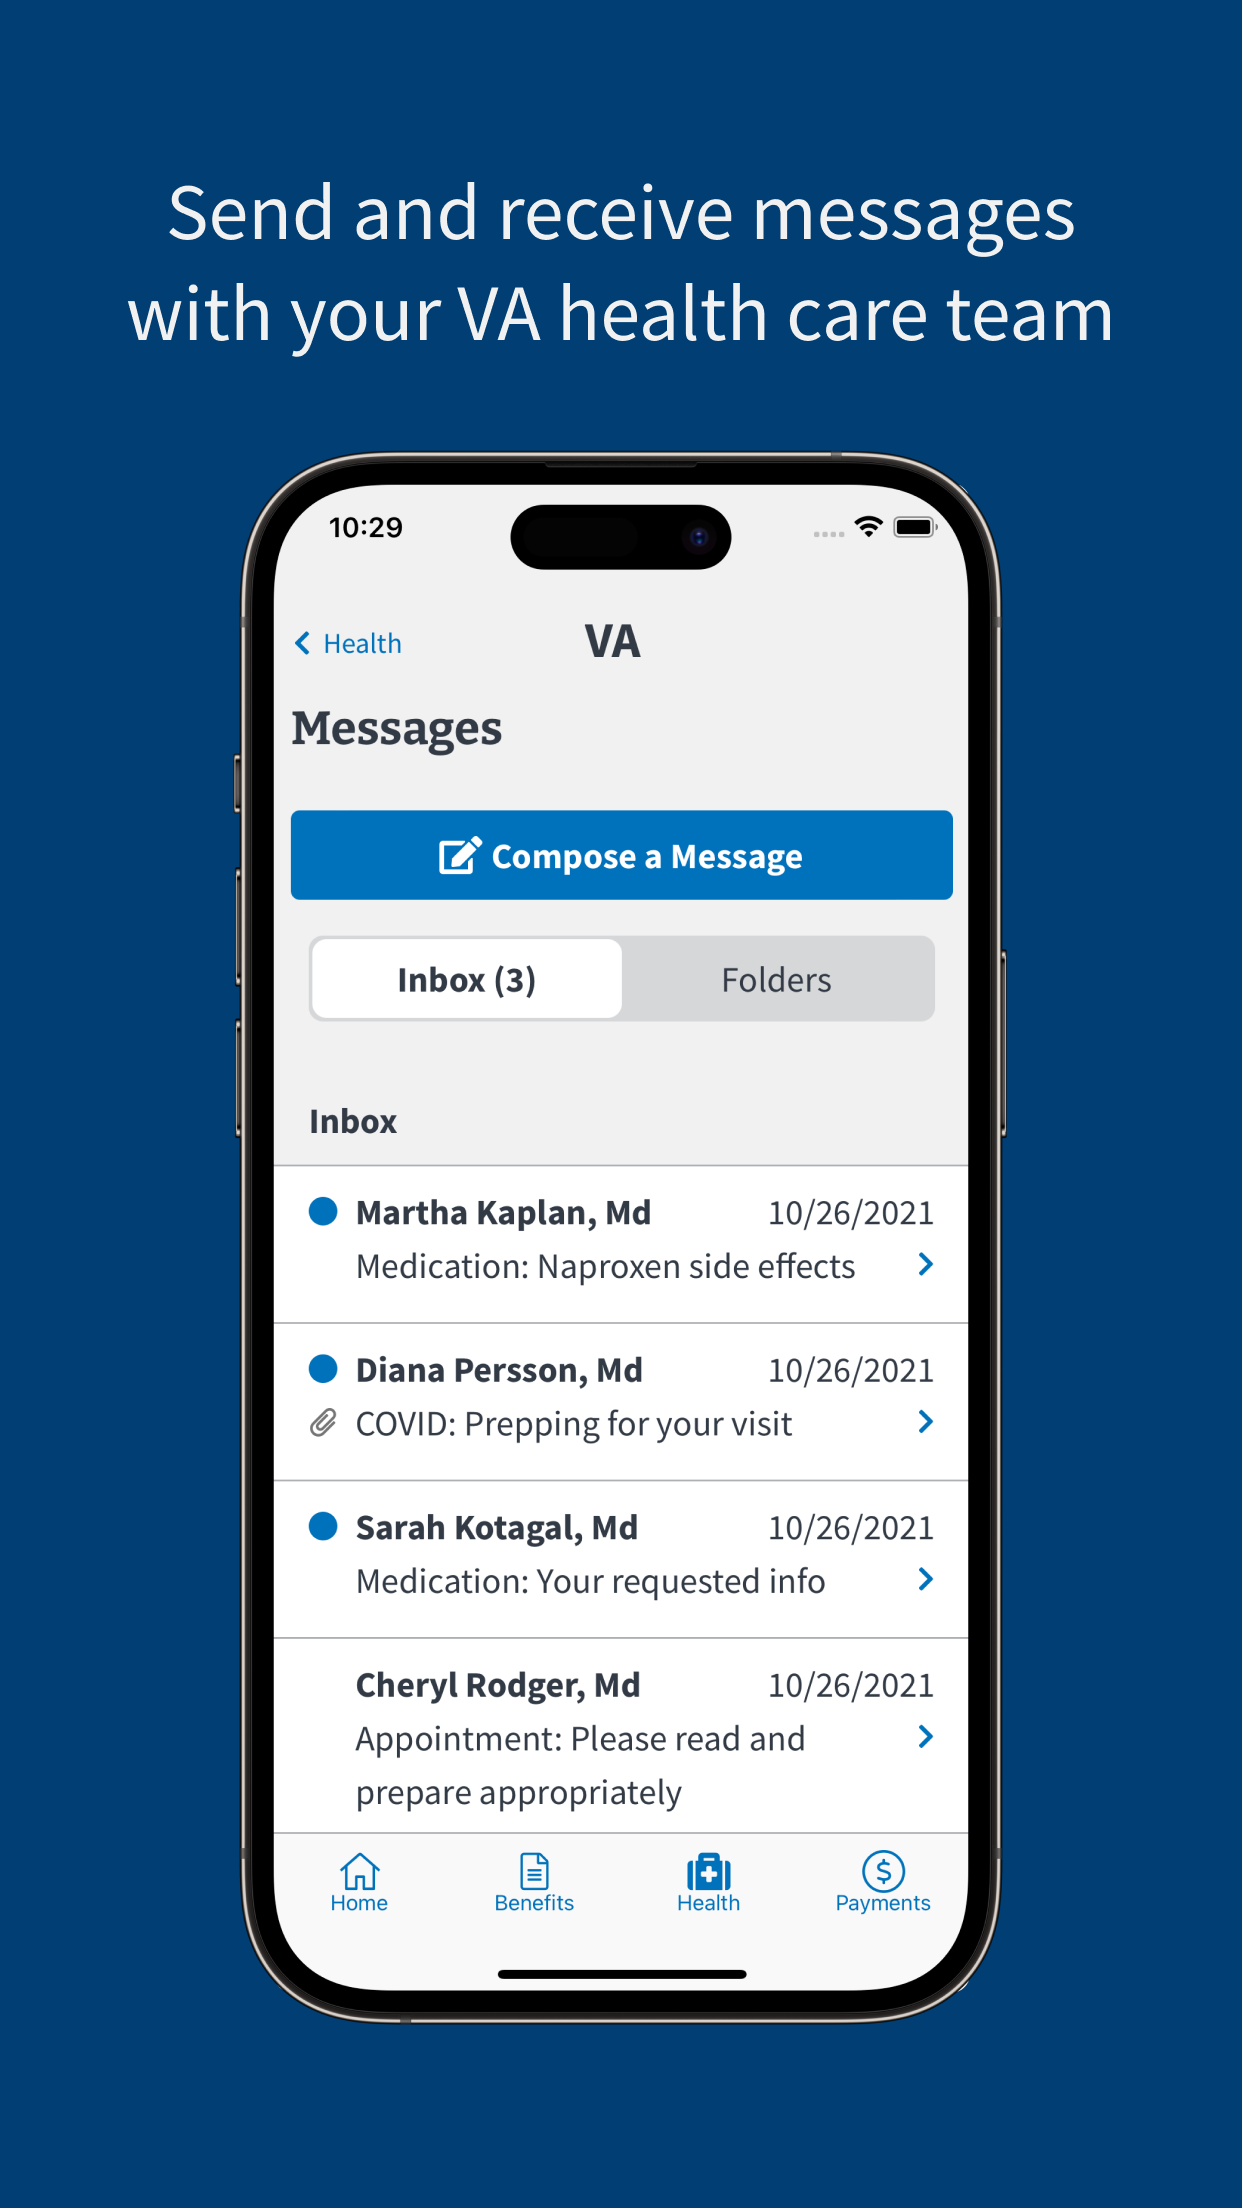 Send and receive messages
with your VA health care team
10:29
Health
VA
Messages
Compose a Message
Inbox (3)
Folders
Inbox
Martha Kaplan, Md
10/26/2021
Medication: Naproxen side effects
Diana Persson, Md
10/26/2021
COVID: Prepping for your visit
Sarah Kotagal, Md
10/26/2021
Medication: Your requested info
Cheryl Rodger, Md
10/26/2021
Appointment: Please read and
prepare appropriately
Home
Benefits
Health
Payments